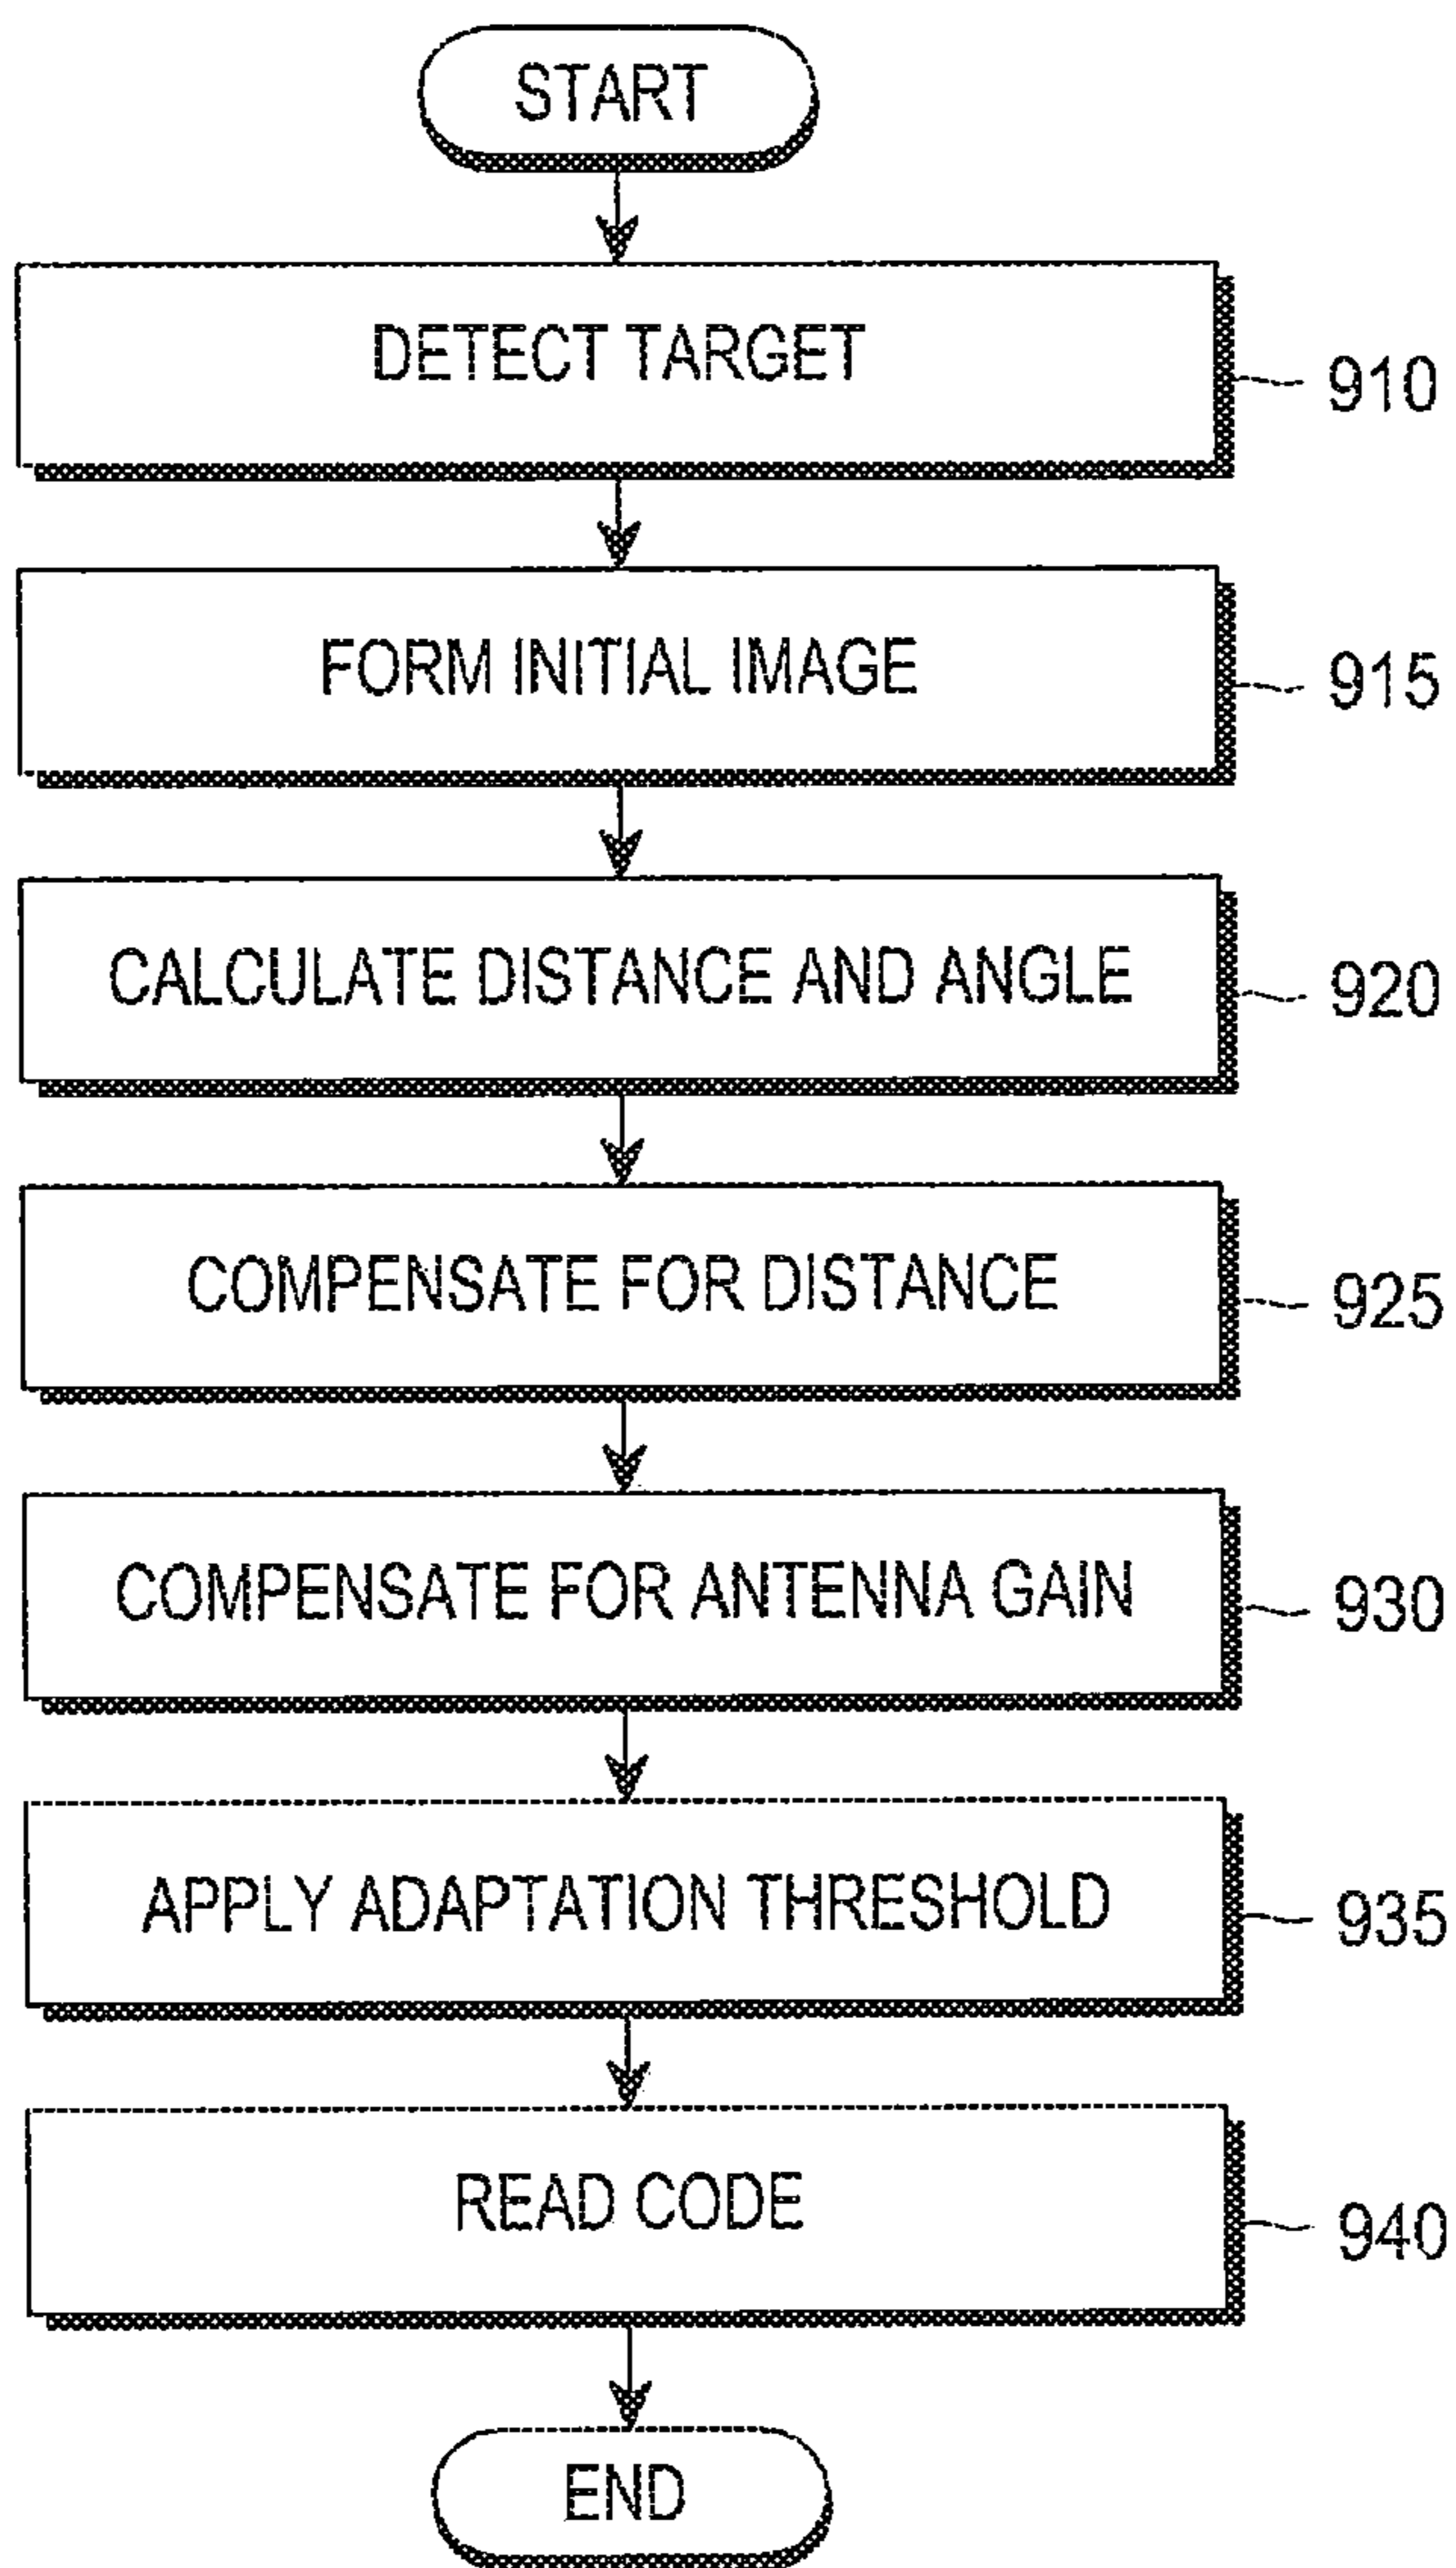 START
DETECT TARGET
910
FORM INITIAL IMAGE
915
CALCULATE DISTANCE AND ANGLE
920
COMPENSATE FOR DISTANCE
925
COMPENSATE FOR ANTENNA GAIN
930
APPLY ADAPTATION THRESHOLD
935
READ CODE
940
END